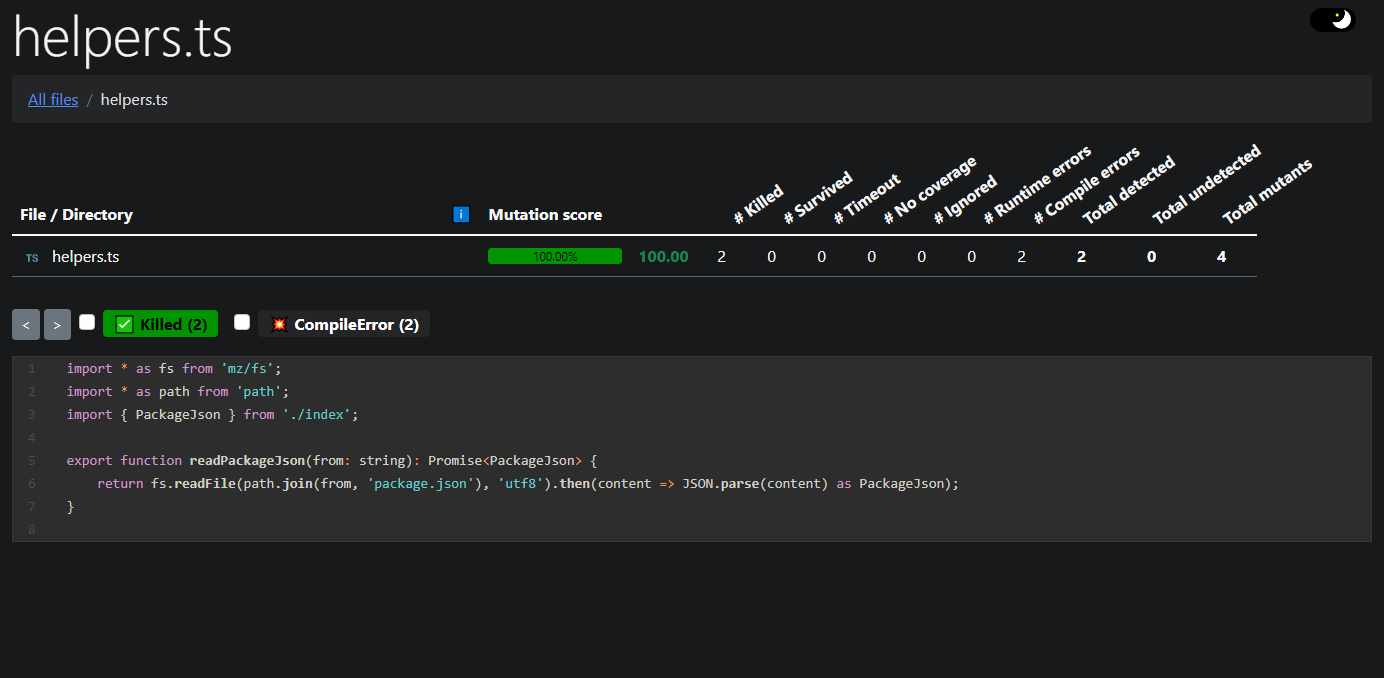 helpers.ts
All files / helpers.ts
File / Directory i Mutation score # Killed # Survived # Timeout # No coverage # Ignored # Runtime errors # Compile errors Total detected Total undetected Total mutants
TS helpers.ts 100.00% 100.00 2 0 0 0 0 0 2 2 0 4
< > ✅ Killed (2) 💥 CompileError (2)
1 import * as fs from 'mz/fs';
2 import * as path from 'path';
3 import { PackageJson } from './index';
4
5 export function readPackageJson(from: string): Promise<PackageJson> {
6     return fs.readFile(path.join(from, 'package.json'), 'utf8').then(content => JSON.parse(content) as PackageJson);
7 }
8